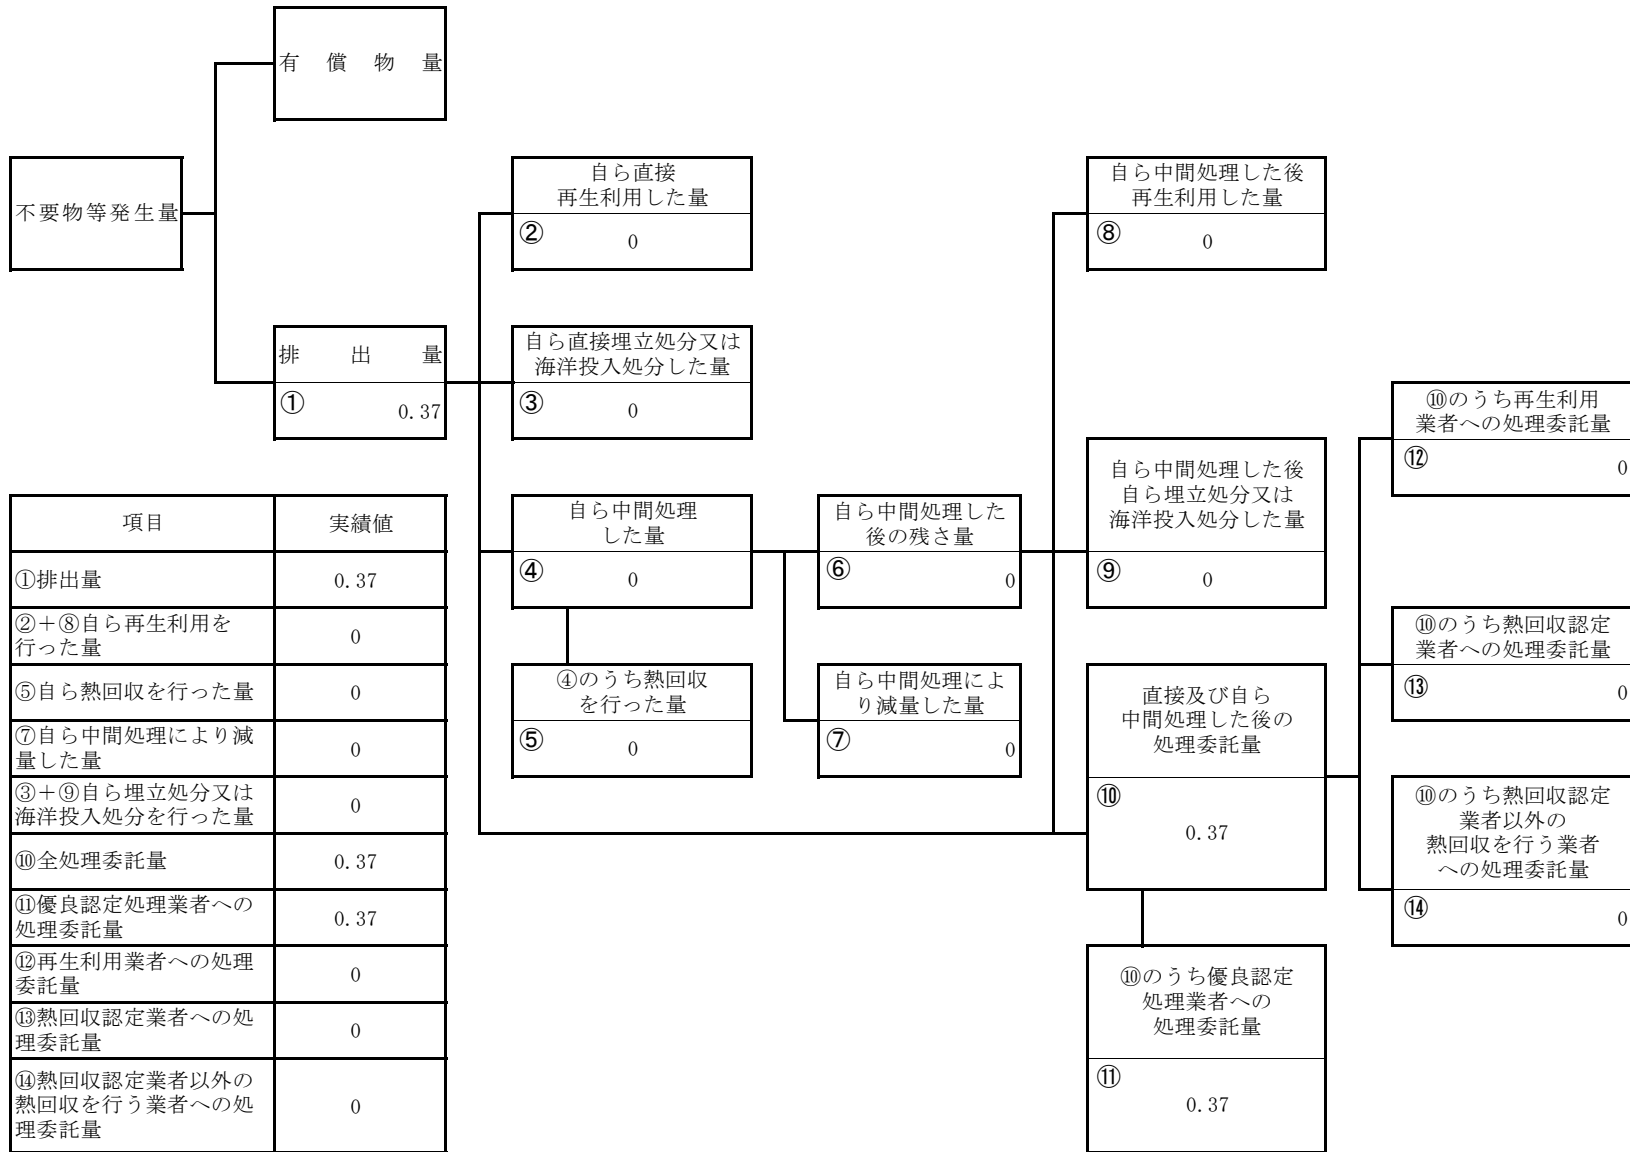 有償物量
不要物等発生量
排出量
① 0.37
自ら直接
再生利用した量
② 0
自ら直接埋立処分又は
海洋投入処分した量
③ 0
自ら中間処理
した量
④ 0
④のうち熱回収
を行った量
⑤ 0
自ら中間処理した
後の残さ量
⑥ 0
自ら中間処理によ
り減量した量
⑦ 0
自ら中間処理した後
再生利用した量
⑧ 0
自ら中間処理した後
自ら埋立処分又は
海洋投入処分した量
⑨ 0
直接及び自ら
中間処理した後の
処理委託量
⑩
0.37
⑩のうち優良認定
処理業者への
処理委託量
⑪
0.37
⑩のうち再生利用
業者への処理委託量
⑫ 0
⑩のうち熱回収認定
業者への処理委託量
⑬ 0
⑩のうち熱回収認定
業者以外の
熱回収を行う業者
への処理委託量
⑭ 0
項目 実績値
①排出量 0.37
②+⑧自ら再生利用を
行った量 0
⑤自ら熱回収を行った量 0
⑦自ら中間処理により減
量した量 0
③+⑨自ら埋立処分又は
海洋投入処分を行った量 0
⑩全処理委託量 0.37
⑪優良認定処理業者への
処理委託量 0.37
⑫再生利用業者への処理
委託量 0
⑬熱回収認定業者への処
理委託量 0
⑭熱回収認定業者以外の
熱回収を行う業者への処
理委託量 0